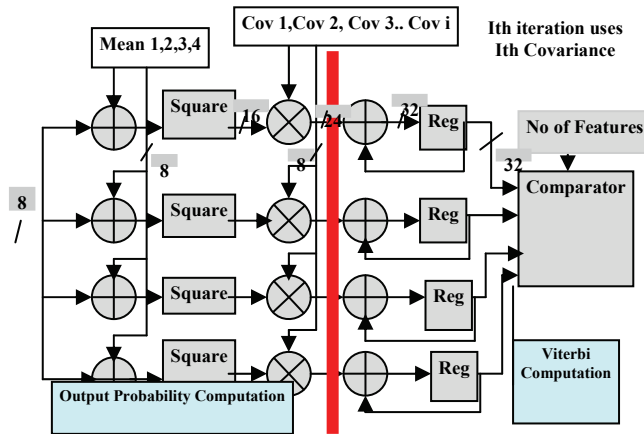 Cov 1,Cov 2, Cov 3.. Cov i
Ith iteration uses
Ith Covariance
Mean 1,2,3,4
Square
16
24
32
Reg
No of Features
8
8
32
8
Comparator
Square
Reg
Square
Reg
Square
Reg
Output Probability Computation
Viterbi
Computation